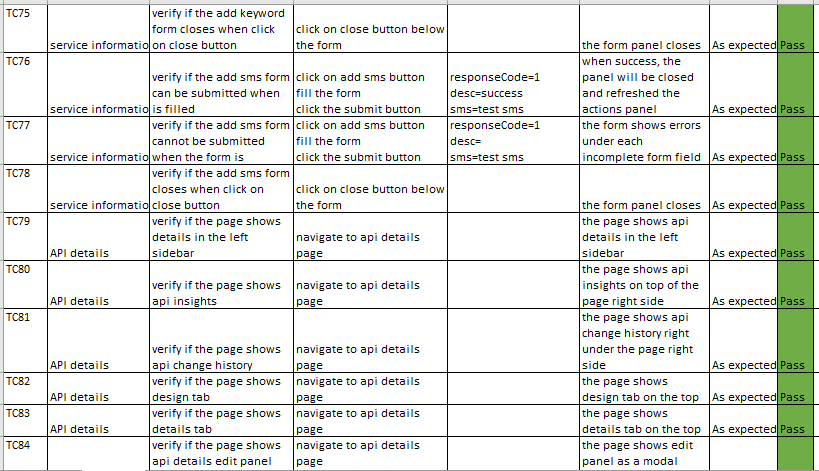 TC75
service informatio
verify if the add keyword
form closes when click
on close button
click on close button below
the form
the form panel closes
As expected
Pass
TC76
service informatio
verify if the add sms form
can be submitted when
is filled
click on add sms button
fill the form
click the submit button
responseCode=1
desc=success
sms=test sms
when success, the
panel will be closed
and refreshed the
actions panel
As expected
Pass
TC77
service informatio
verify if the add sms form
cannot be submitted
when the form is
click on add sms button
fill the form
click the submit button
responseCode=1
desc=
sms=test sms
the form shows errors
under each
incomplete form field
As expected
Pass
TC78
service informatio
verify if the add sms form
closes when click on
close button
click on close button below
the form
the form panel closes
As expected
Pass
TC79
API details
verify if the page shows
details in the left
sidebar
navigate to api details
page
the page shows api
details in the left
sidebar
As expected
Pass
TC80
API details
verify if the page shows
api insights
navigate to api details
page
the page shows api
insights on top of the
page right side
As expected
Pass
TC81
API details
verify if the page shows
api change history
navigate to api details
page
the page shows api
change history right
under the page right
side
As expected
Pass
TC82
API details
verify if the page shows
design tab
navigate to api details
page
the page shows
design tab on the top
As expected
Pass
TC83
API details
verify if the page shows
details tab
navigate to api details
page
the page shows
details tab on the top
As expected
Pass
TC84
verify if the page shows
api details edit panel
navigate to api details
page
the page shows edit
panel as a modal